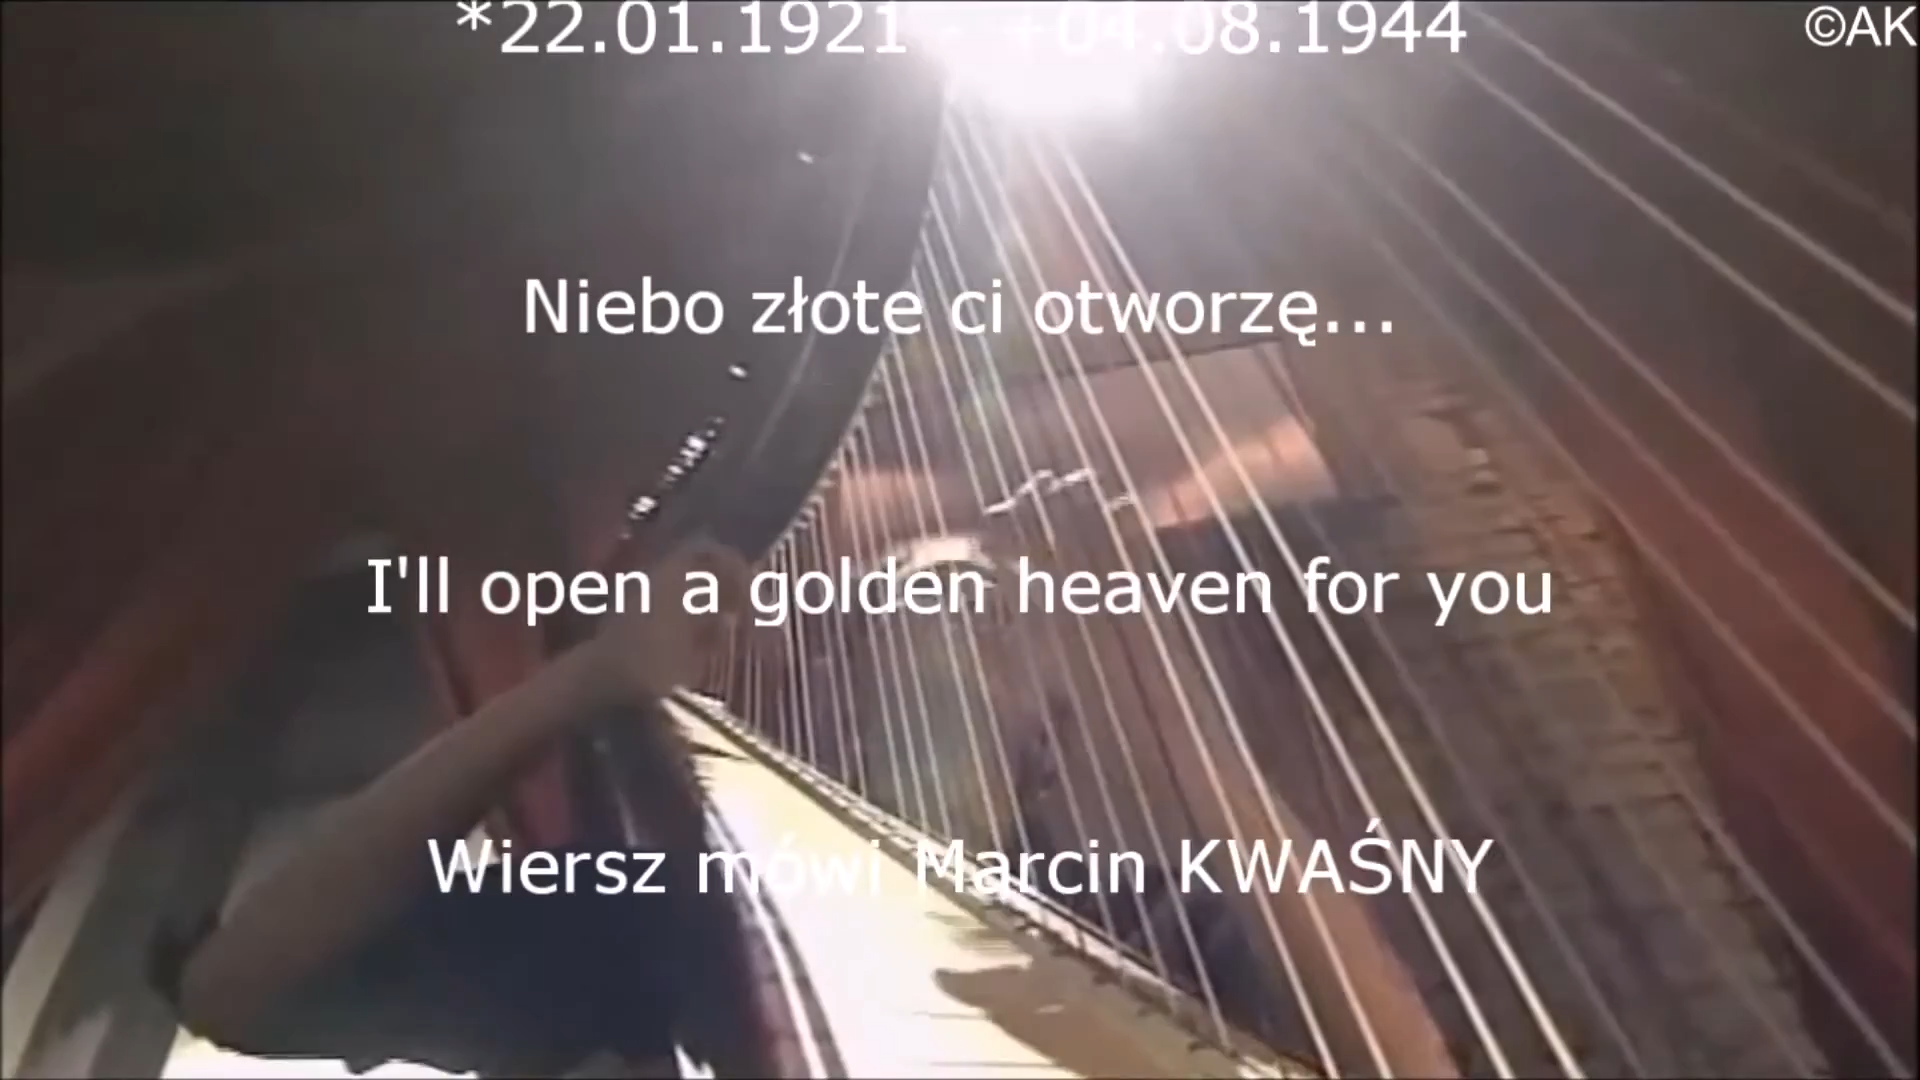 *22.01.1921 - +04.08.1944
©AK
Niebo złote ci otworzę...
I'll open a golden heaven for you
Wiersz mówi Marcin KWAŚNY